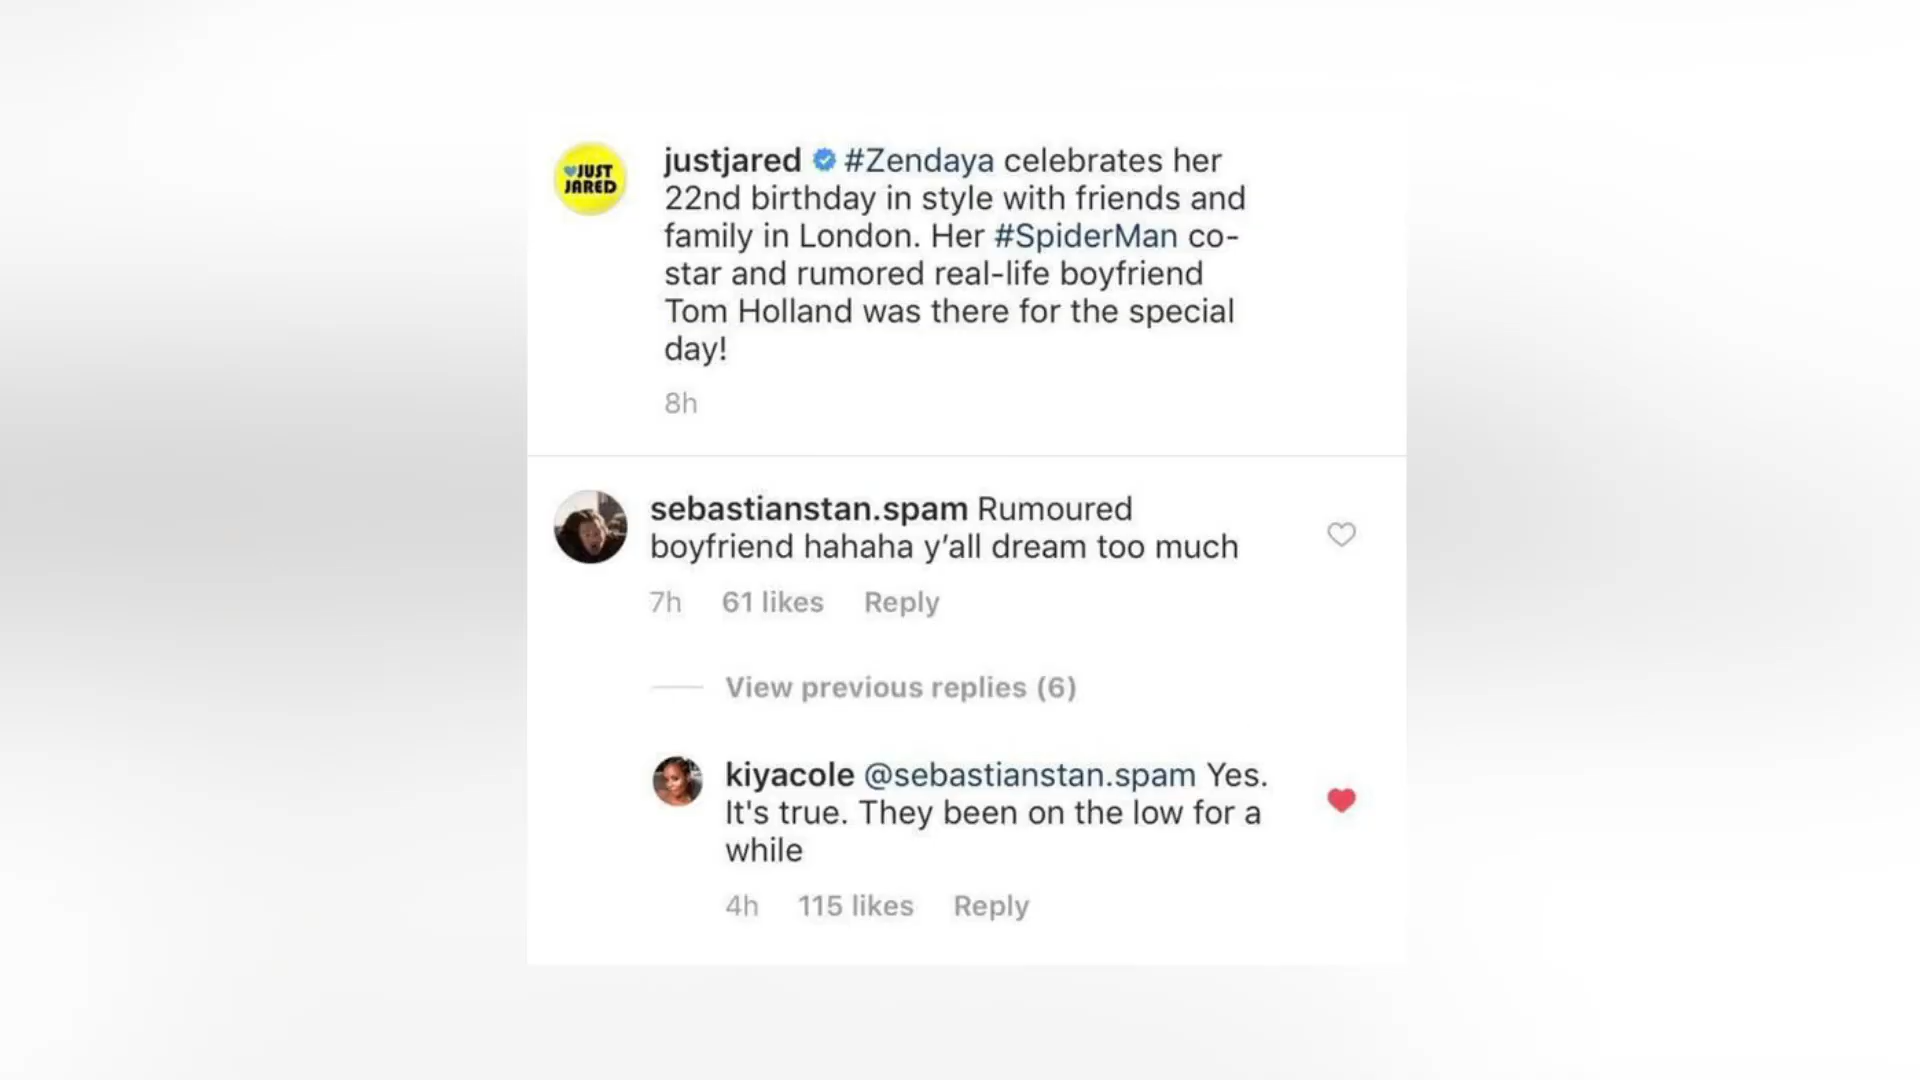 JUST
JARED
justjared #Zendaya celebrates her
22nd birthday in style with friends and
family in London. Her #SpiderMan co-
star and rumored real-life boyfriend
Tom Holland was there for the special
day!
8h
sebastianstan.spam Rumoured
boyfriend hahaha y’all dream too much
7h 61 likes Reply
View previous replies (6)
kiyacole @sebastianstan.spam Yes.
It's true. They been on the low for a
while
4h 115 likes Reply